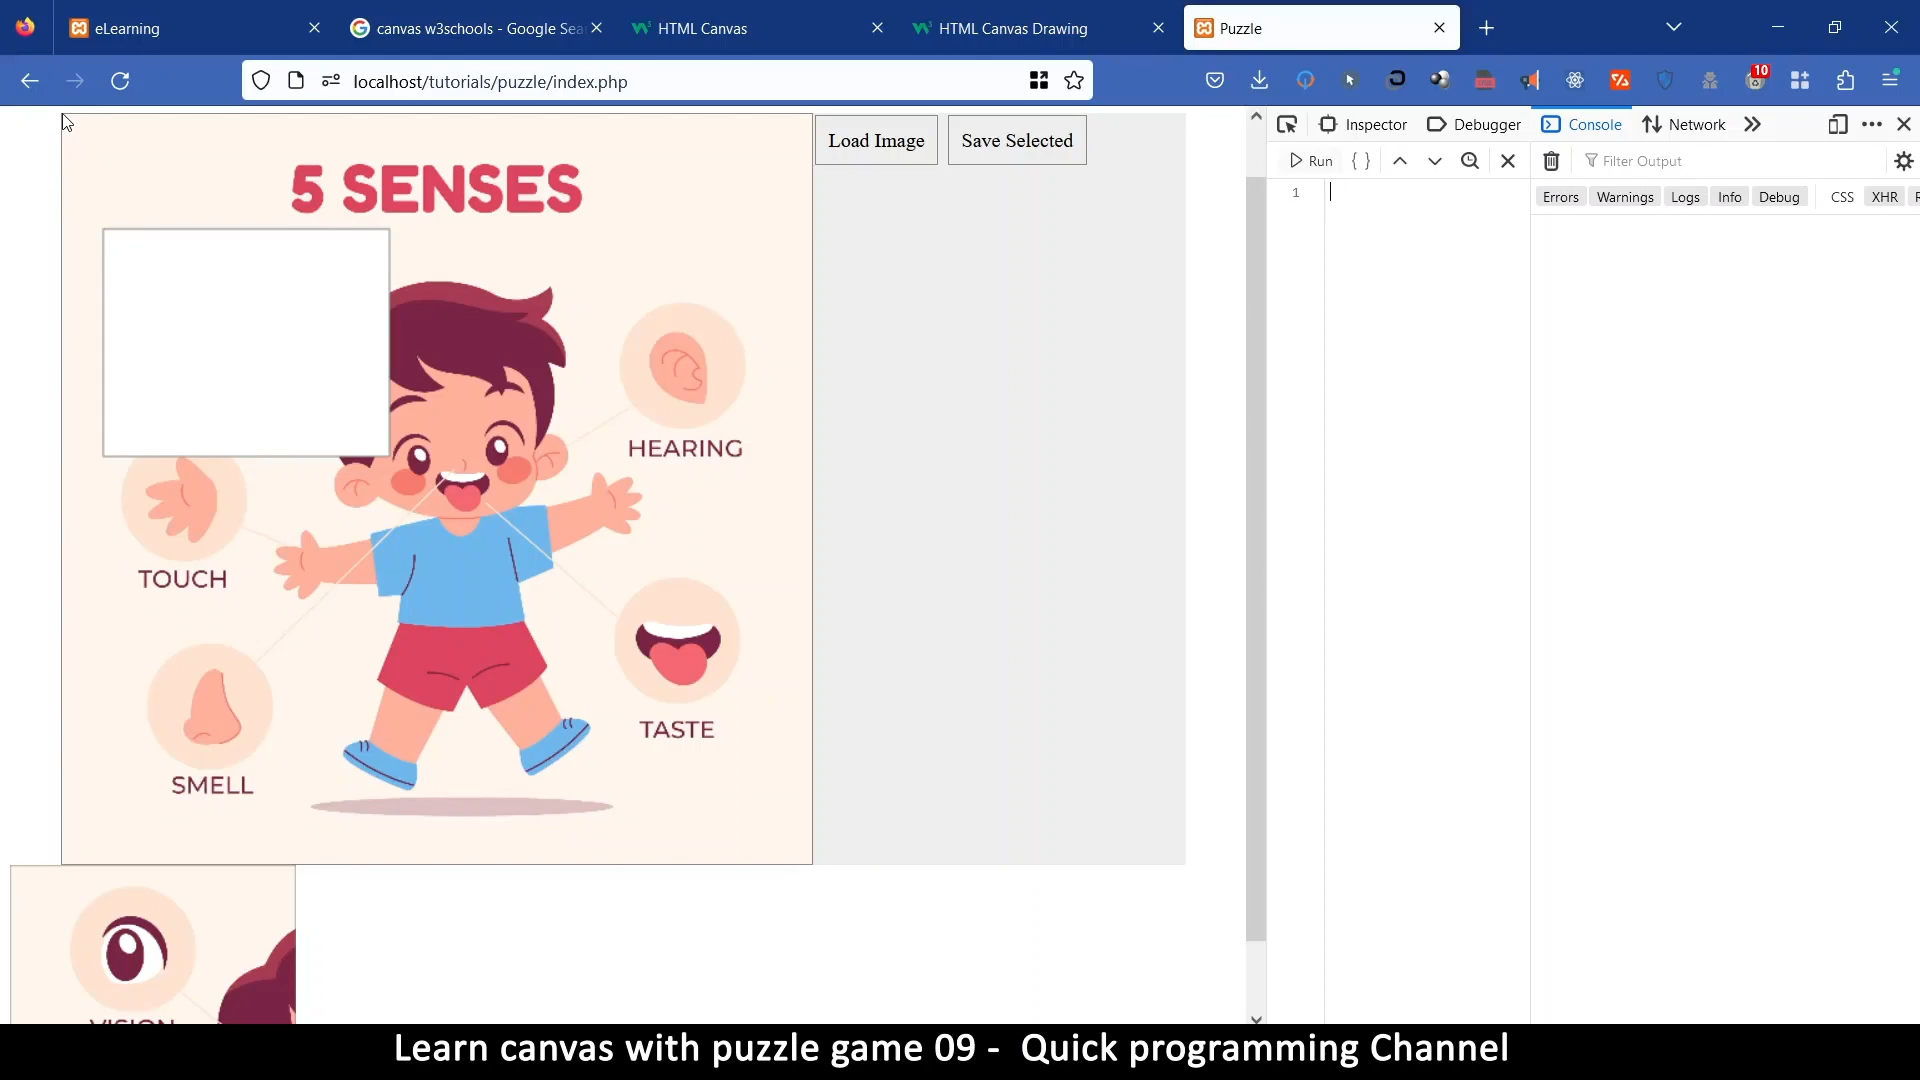 eLearning
canvas w3schools - Google Sea
HTML Canvas
HTML Canvas Drawing
Puzzle
localhost/tutorials/puzzle/index.php
10
Load Image
Save Selected
Inspector
Debugger
Console
Network
Run
Filter Output
1
Errors
Warnings
Logs
Info
Debug
CSS
XHR
R
5 SENSES
HEARING
TOUCH
TASTE
SMELL
VISION
Learn canvas with puzzle game 09 - Quick programming Channel